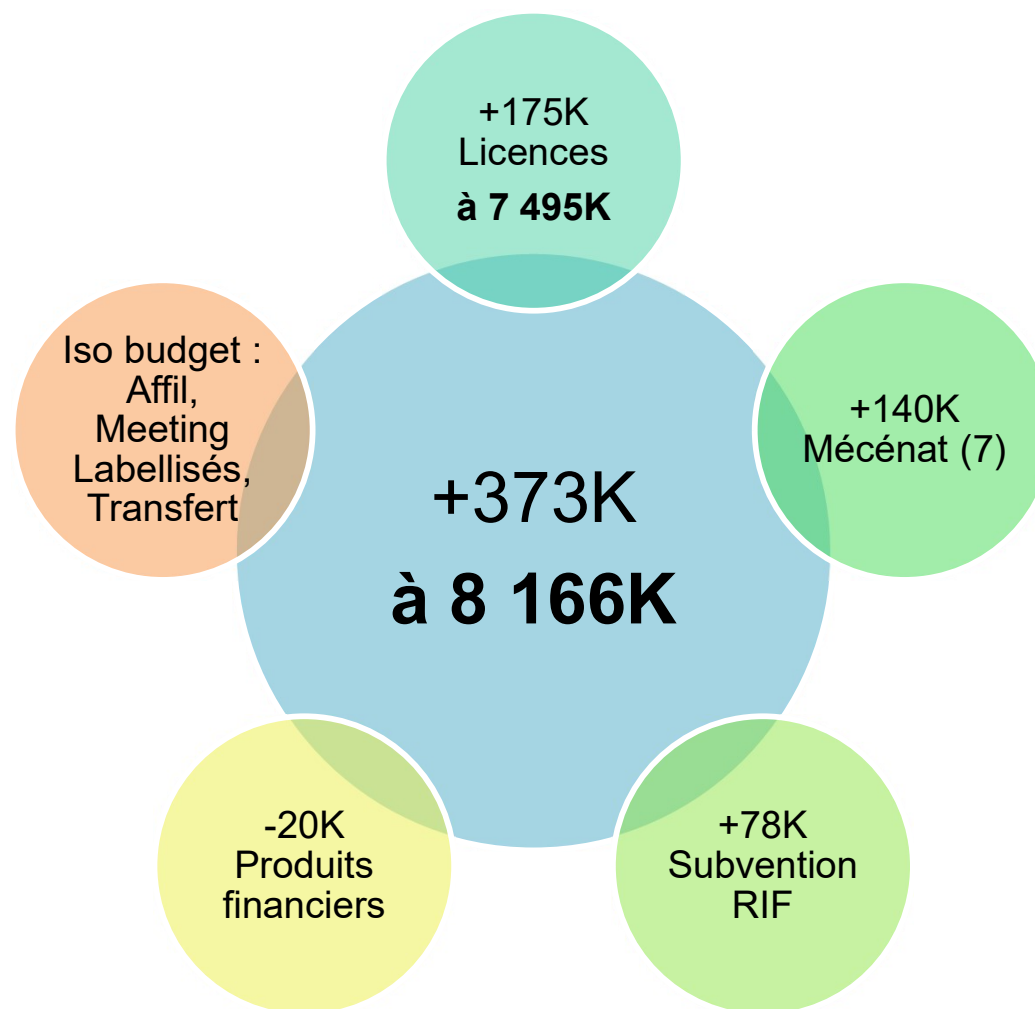 +175K
Licences
à 7 495K
Iso budget :
Affil,
Meeting
Labellisés,
Transfert
+140K
Mécénat (7)
+373K
à 8 166K
-20K
Produits
financiers
+78K
Subvention
RIF